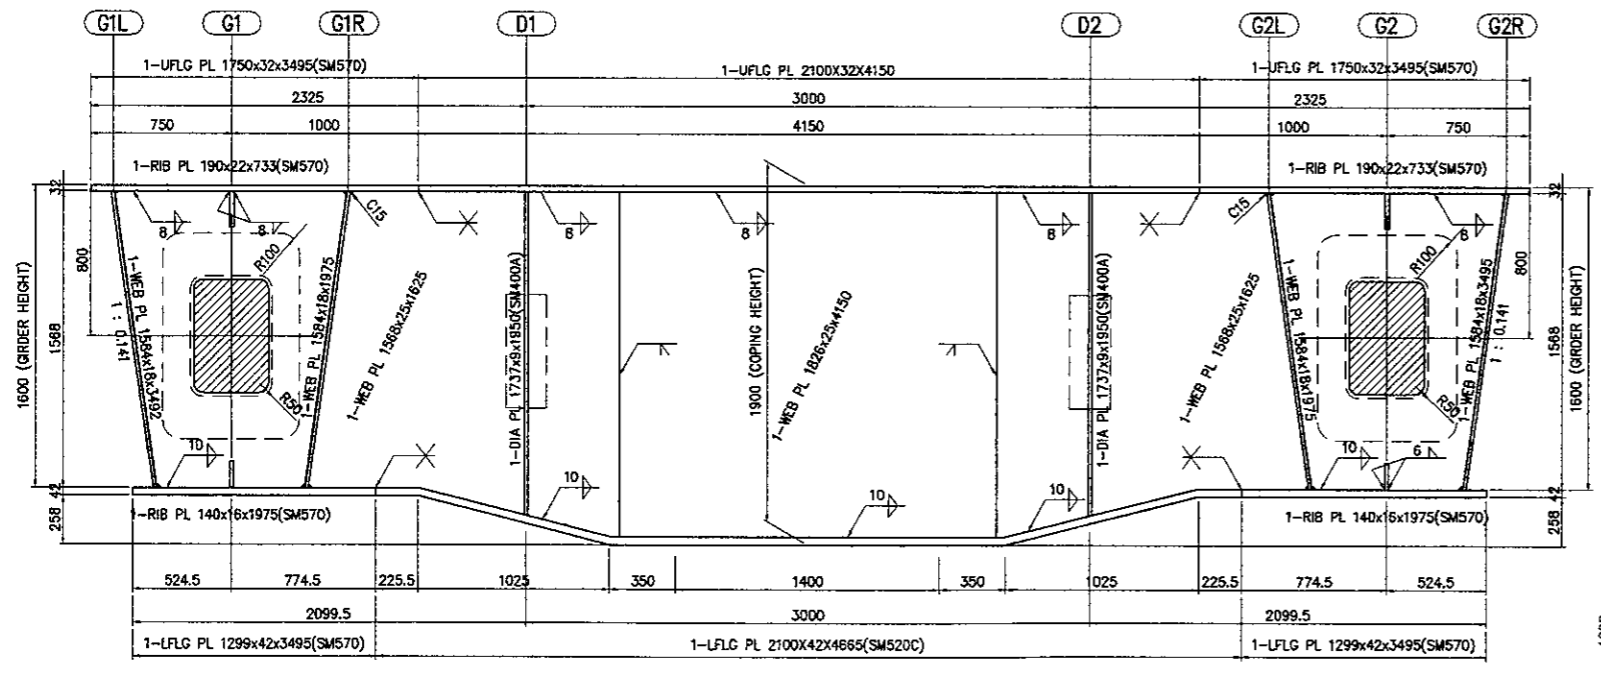 G1L G1 G1R D1 D2 G2L G2 G2R
1-UFLG PL 1750x32x3495(SM570) 1-UFLG PL 2100X32X4150 1-UFLG PL 1750x32x3495(SM570)
2325 3000 2325
750 1000 4150 1000 750
1-RIB PL 190x22x733(SM570) 1-RIB PL 190x22x733(SM570)
32 32
C15 C15
8 8 8 8 8 8
R100 R100
800 800
1-WEB PL 1584x18x3492
1 : 0.141
1-WEB PL 1584x18x1975
1-WEB PL 1568x25x1625
1-DIA PL 1737x9x1950(SM400A)
1900 (COPING HEIGHT)
1-WEB PL 1826x25x4150
1-DIA PL 1737x9x1950(SM400A)
1-WEB PL 1568x25x1625
1-WEB PL 1584x18x1975
1-WEB PL 1584x18x3495
1 : 0.141
1600 (GIRDER HEIGHT) 1568 1568 1600 (GIRDER HEIGHT)
R50 R50
10 10 10 10 10 6
42 42
258 258
1-RIB PL 140x16x1975(SM570) 1-RIB PL 140x16x1975(SM570)
524.5 774.5 225.5 1025 350 1400 350 1025 225.5 774.5 524.5
2099.5 3000 2099.5
1-LFLG PL 1299x42x3495(SM570) 1-LFLG PL 2100X42X4665(SM520C) 1-LFLG PL 1299x42x3495(SM570)